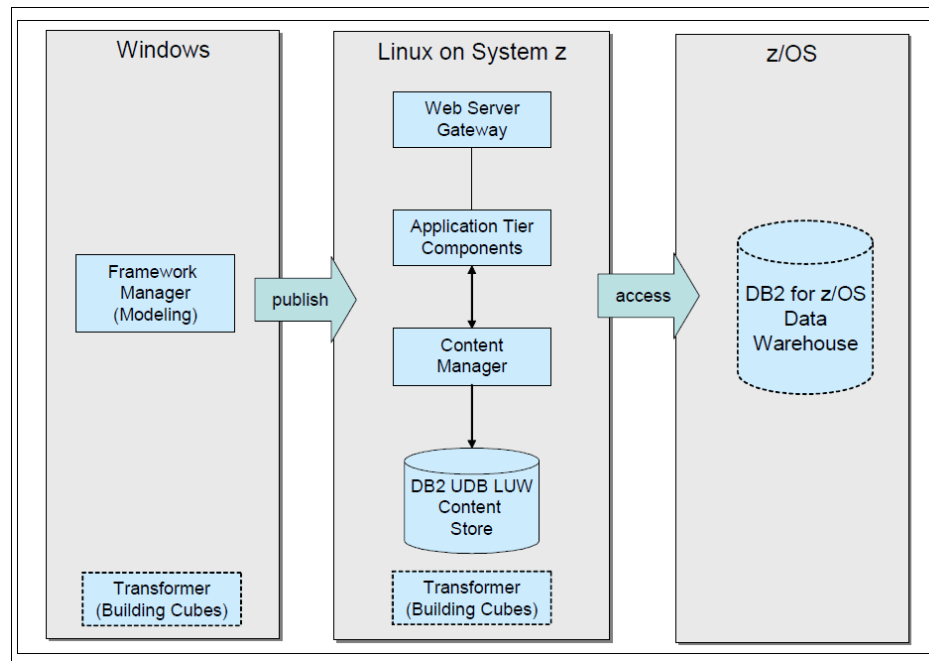 Windows
Framework
Manager
(Modeling)
Transformer
(Building Cubes)
publish
Linux on System z
Web Server
Gateway
Application Tier
Components
Content
Manager
DB2 UDB LUW
Content
Store
Transformer
(Building Cubes)
access
z/OS
DB2 for z/OS
Data
Warehouse